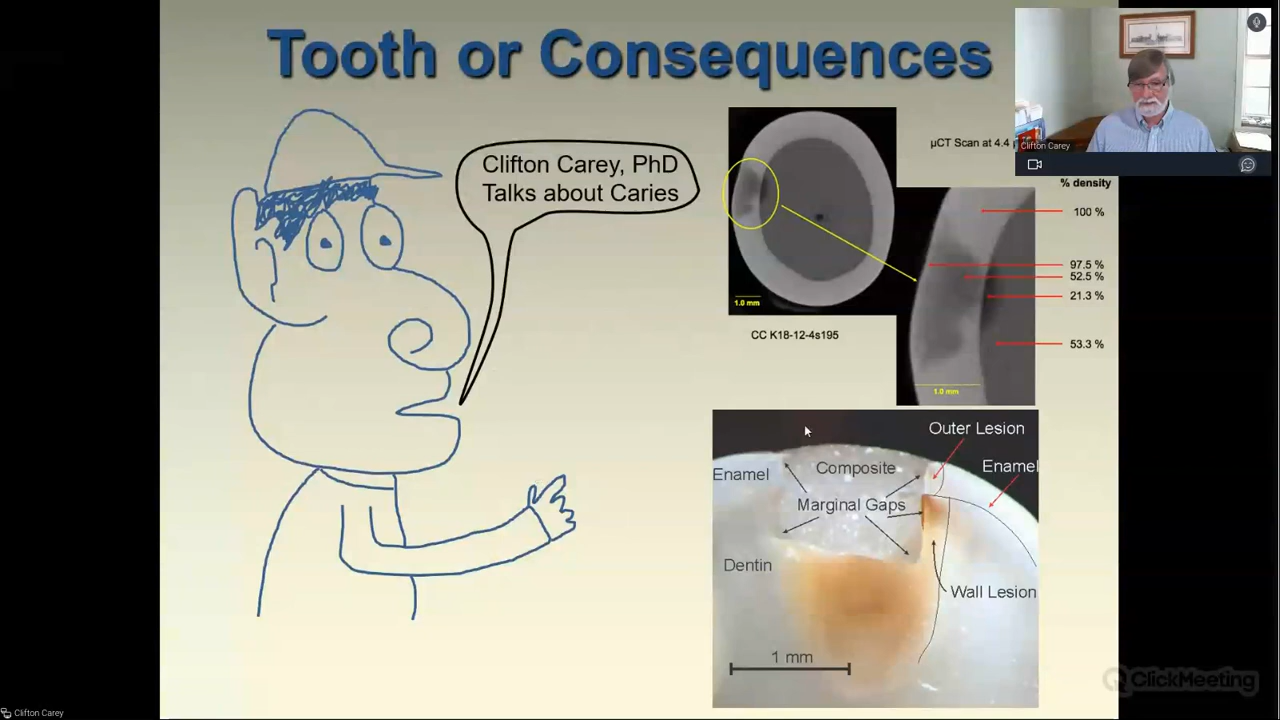 Tooth or Consequences
Clifton Carey, PhD
Talks about Caries
µCT Scan at 4.4
Clifton Carey
% density
100 %
97.5 %
52.5 %
21.3 %
53.3 %
1.0 mm
CC K18-12-4s195
1.0 mm
Outer Lesion
Enamel
Composite
Enamel
Marginal Gaps
Dentin
Wall Lesion
1 mm
ClickMeeting
Clifton Carey